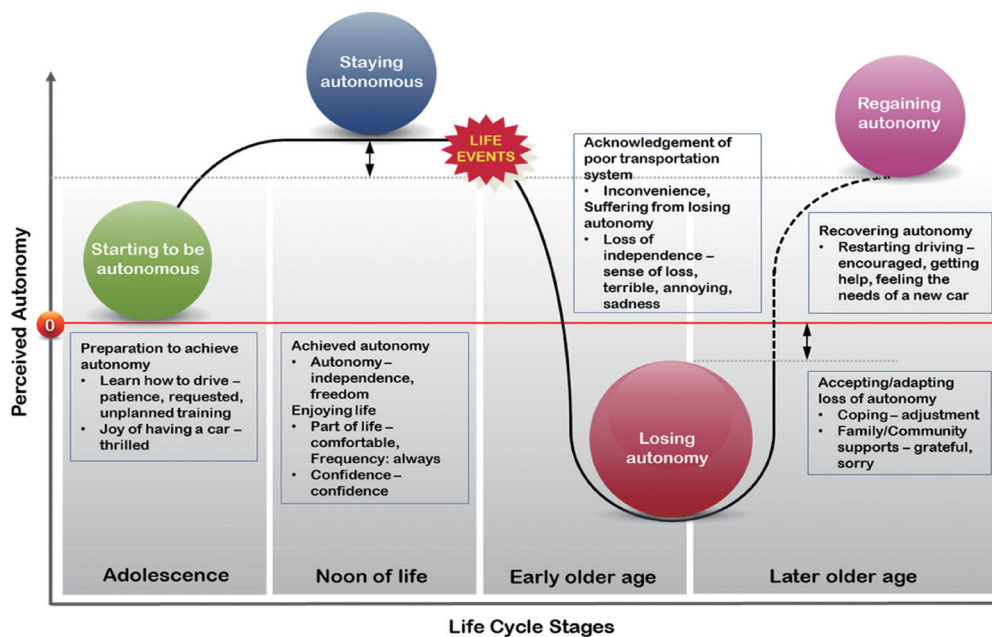 Staying
autonomous
Regaining
autonomy
LIFE
EVENTS
Starting to be
autonomous
Acknowledgement of
poor transportation
system
• Inconvenience,
Suffering from losing
autonomy
• Loss of
independence –
sense of loss,
terrible, annoying,
sadness
Recovering autonomy
• Restarting driving –
encouraged, getting
help, feeling the
needs of a new car
0
Perceived Autonomy
Preparation to achieve
autonomy
• Learn how to drive –
patience, requested,
unplanned training
• Joy of having a car –
thrilled
Achieved autonomy
• Autonomy –
independence,
freedom
Enjoying life
• Part of life –
comfortable,
Frequency: always
• Confidence –
confidence
Losing
autonomy
Accepting/adapting
loss of autonomy
• Coping – adjustment
• Family/Community
supports – grateful,
sorry
Adolescence
Noon of life
Early older age
Later older age
Life Cycle Stages